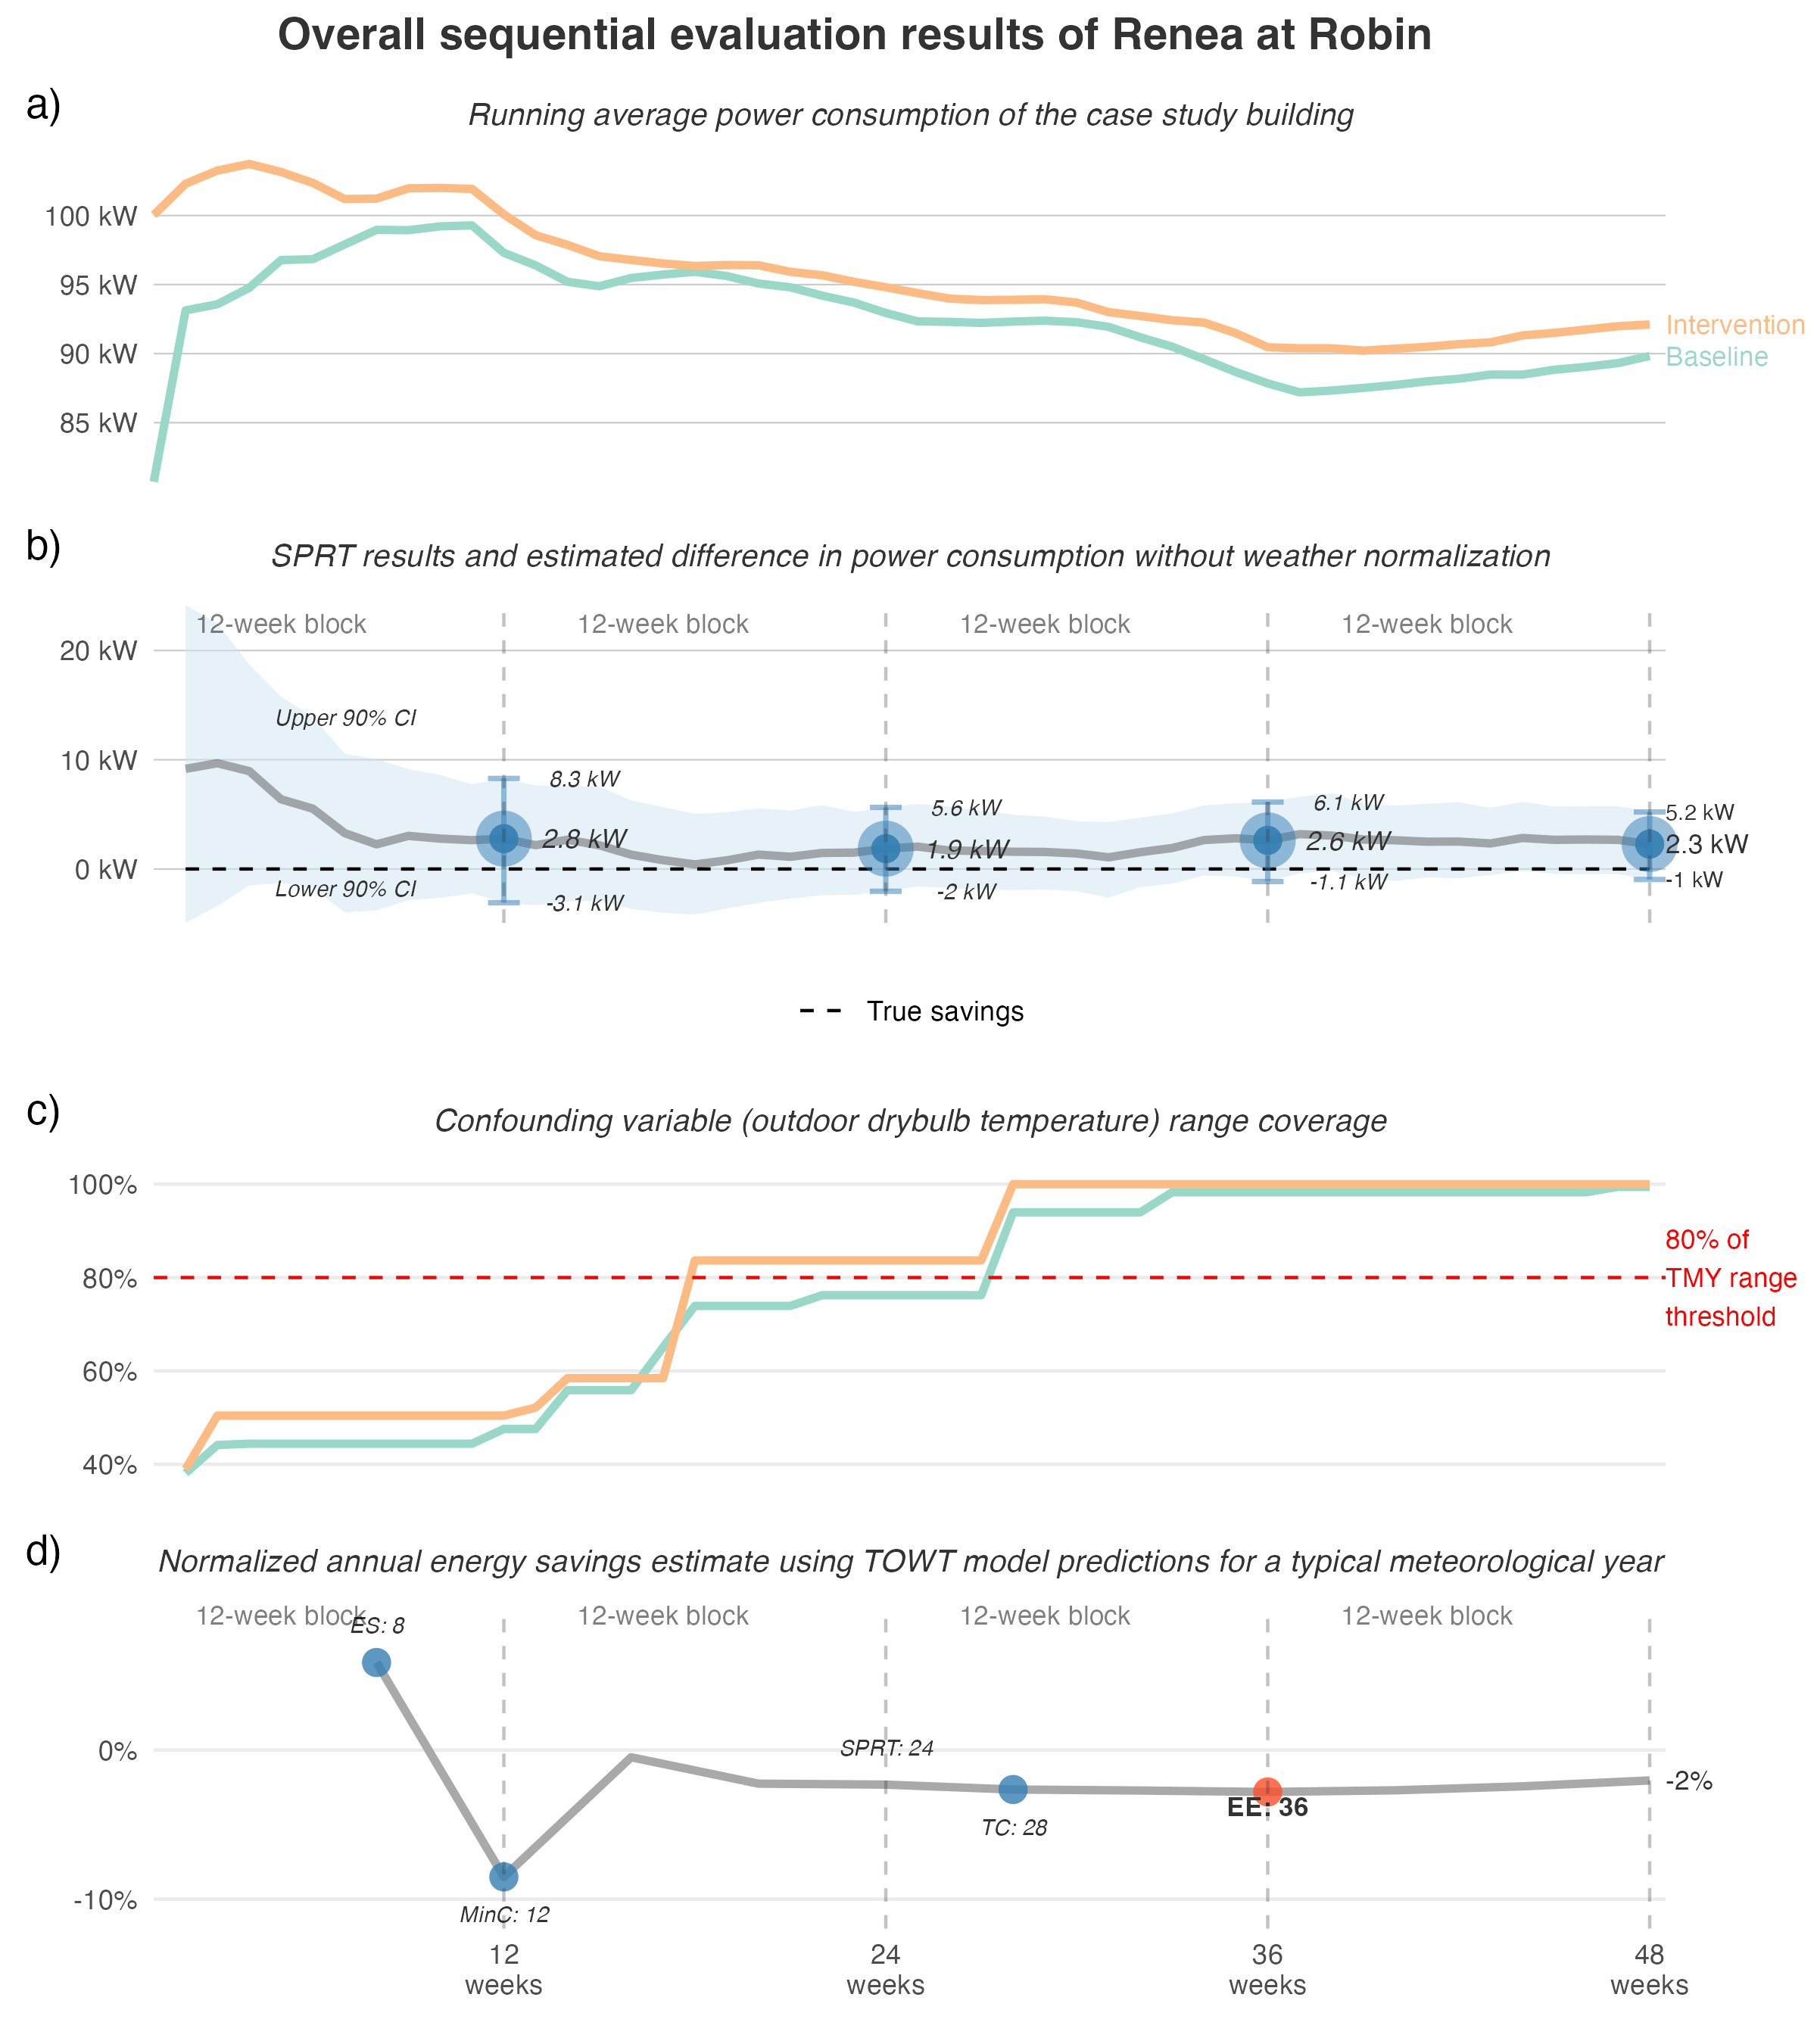 Overall sequential evaluation results of Renea at Robin
a)
Running average power consumption of the case study building
100 kW
95 kW
90 kW
85 kW
Intervention
Baseline
b)
SPRT results and estimated difference in power consumption without weather normalization
12-week block 12-week block 12-week block 12-week block
20 kW
10 kW
0 kW
Upper 90% CI
Lower 90% CI
8.3 kW
2.8 kW
-3.1 kW
5.6 kW
1.9 kW
-2 kW
6.1 kW
2.6 kW
-1.1 kW
5.2 kW
2.3 kW
-1 kW
True savings
c)
Confounding variable (outdoor drybulb temperature) range coverage
100%
80%
60%
40%
80% of
TMY range
threshold
d)
Normalized annual energy savings estimate using TOWT model predictions for a typical meteorological year
12-week block 12-week block 12-week block 12-week block
0%
-10%
ES: 8
MinC: 12
SPRT: 24
TC: 28
EE: 36
-2%
12
weeks
24
weeks
36
weeks
48
weeks